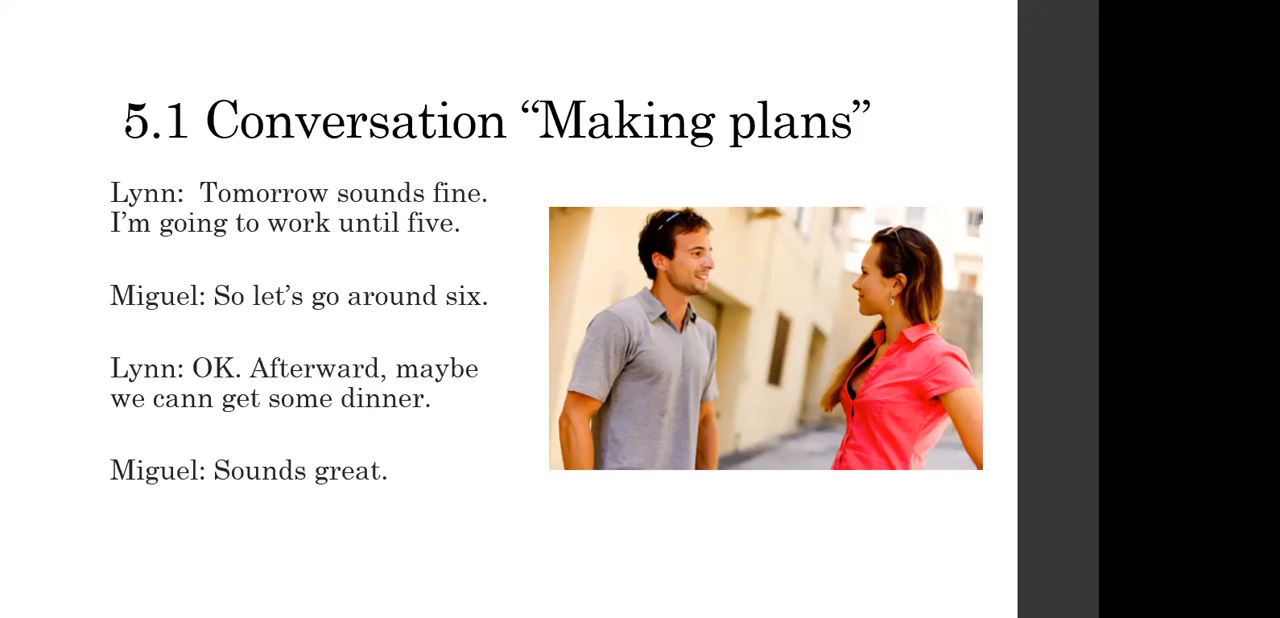 5.1 Conversation “Making plans”
Lynn:  Tomorrow sounds fine.
I’m going to work until five.
Miguel: So let’s go around six.
Lynn: OK. Afterward, maybe
we cann get some dinner.
Miguel: Sounds great.